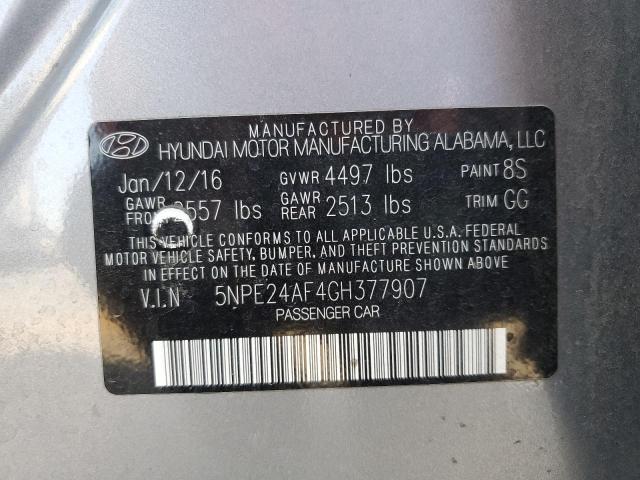 MANUFACTURED BY
HYUNDAI MOTOR MANUFACTURING ALABAMA, LLC
Jan/12/16 GVWR 4497 lbs PAINT 8S
GAWR FRONT 557 lbs GAWR REAR 2513 lbs TRIM GG
THIS VEHICLE CONFORMS TO ALL APPLICABLE U.S.A. FEDERAL
MOTOR VEHICLE SAFETY, BUMPER, AND THEFT PREVENTION STANDARDS
IN EFFECT ON THE DATE OF MANUFACTURE SHOWN ABOVE
V.I.N 5NPE24AF4GH377907
PASSENGER CAR